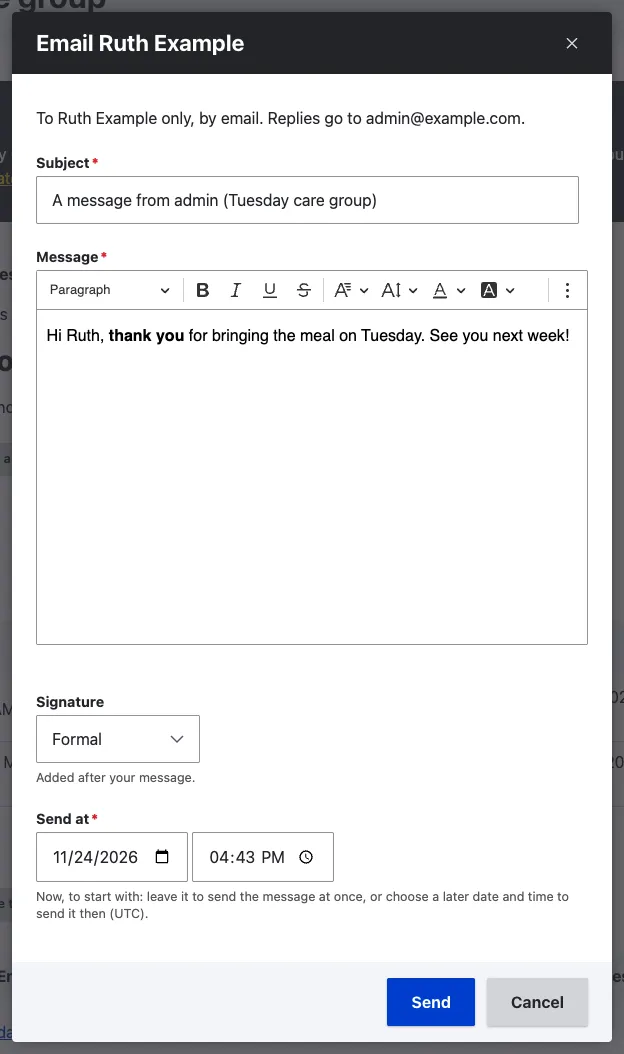 e group
Email Ruth Example
To Ruth Example only, by email. Replies go to admin@example.com.
Subject*
A message from admin (Tuesday care group)
Message*
Paragraph
Hi Ruth, thank you for bringing the meal on Tuesday. See you next week!
Signature
Formal
Added after your message.
Send at*
11/24/2026
04:43 PM
Now, to start with: leave it to send the message at once, or choose a later date and time to
send it then (UTC).
Send
Cancel